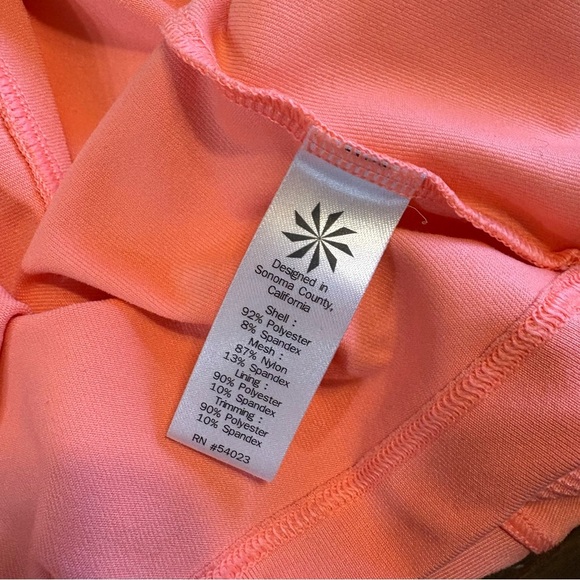 Designed in
Sonoma County,
California
Shell :
92% Polyester
8% Spandex
Mesh :
87% Nylon
13% Spandex
Lining :
90% Polyester
10% Spandex
Trimming :
90% Polyester
10% Spandex
RN #54023